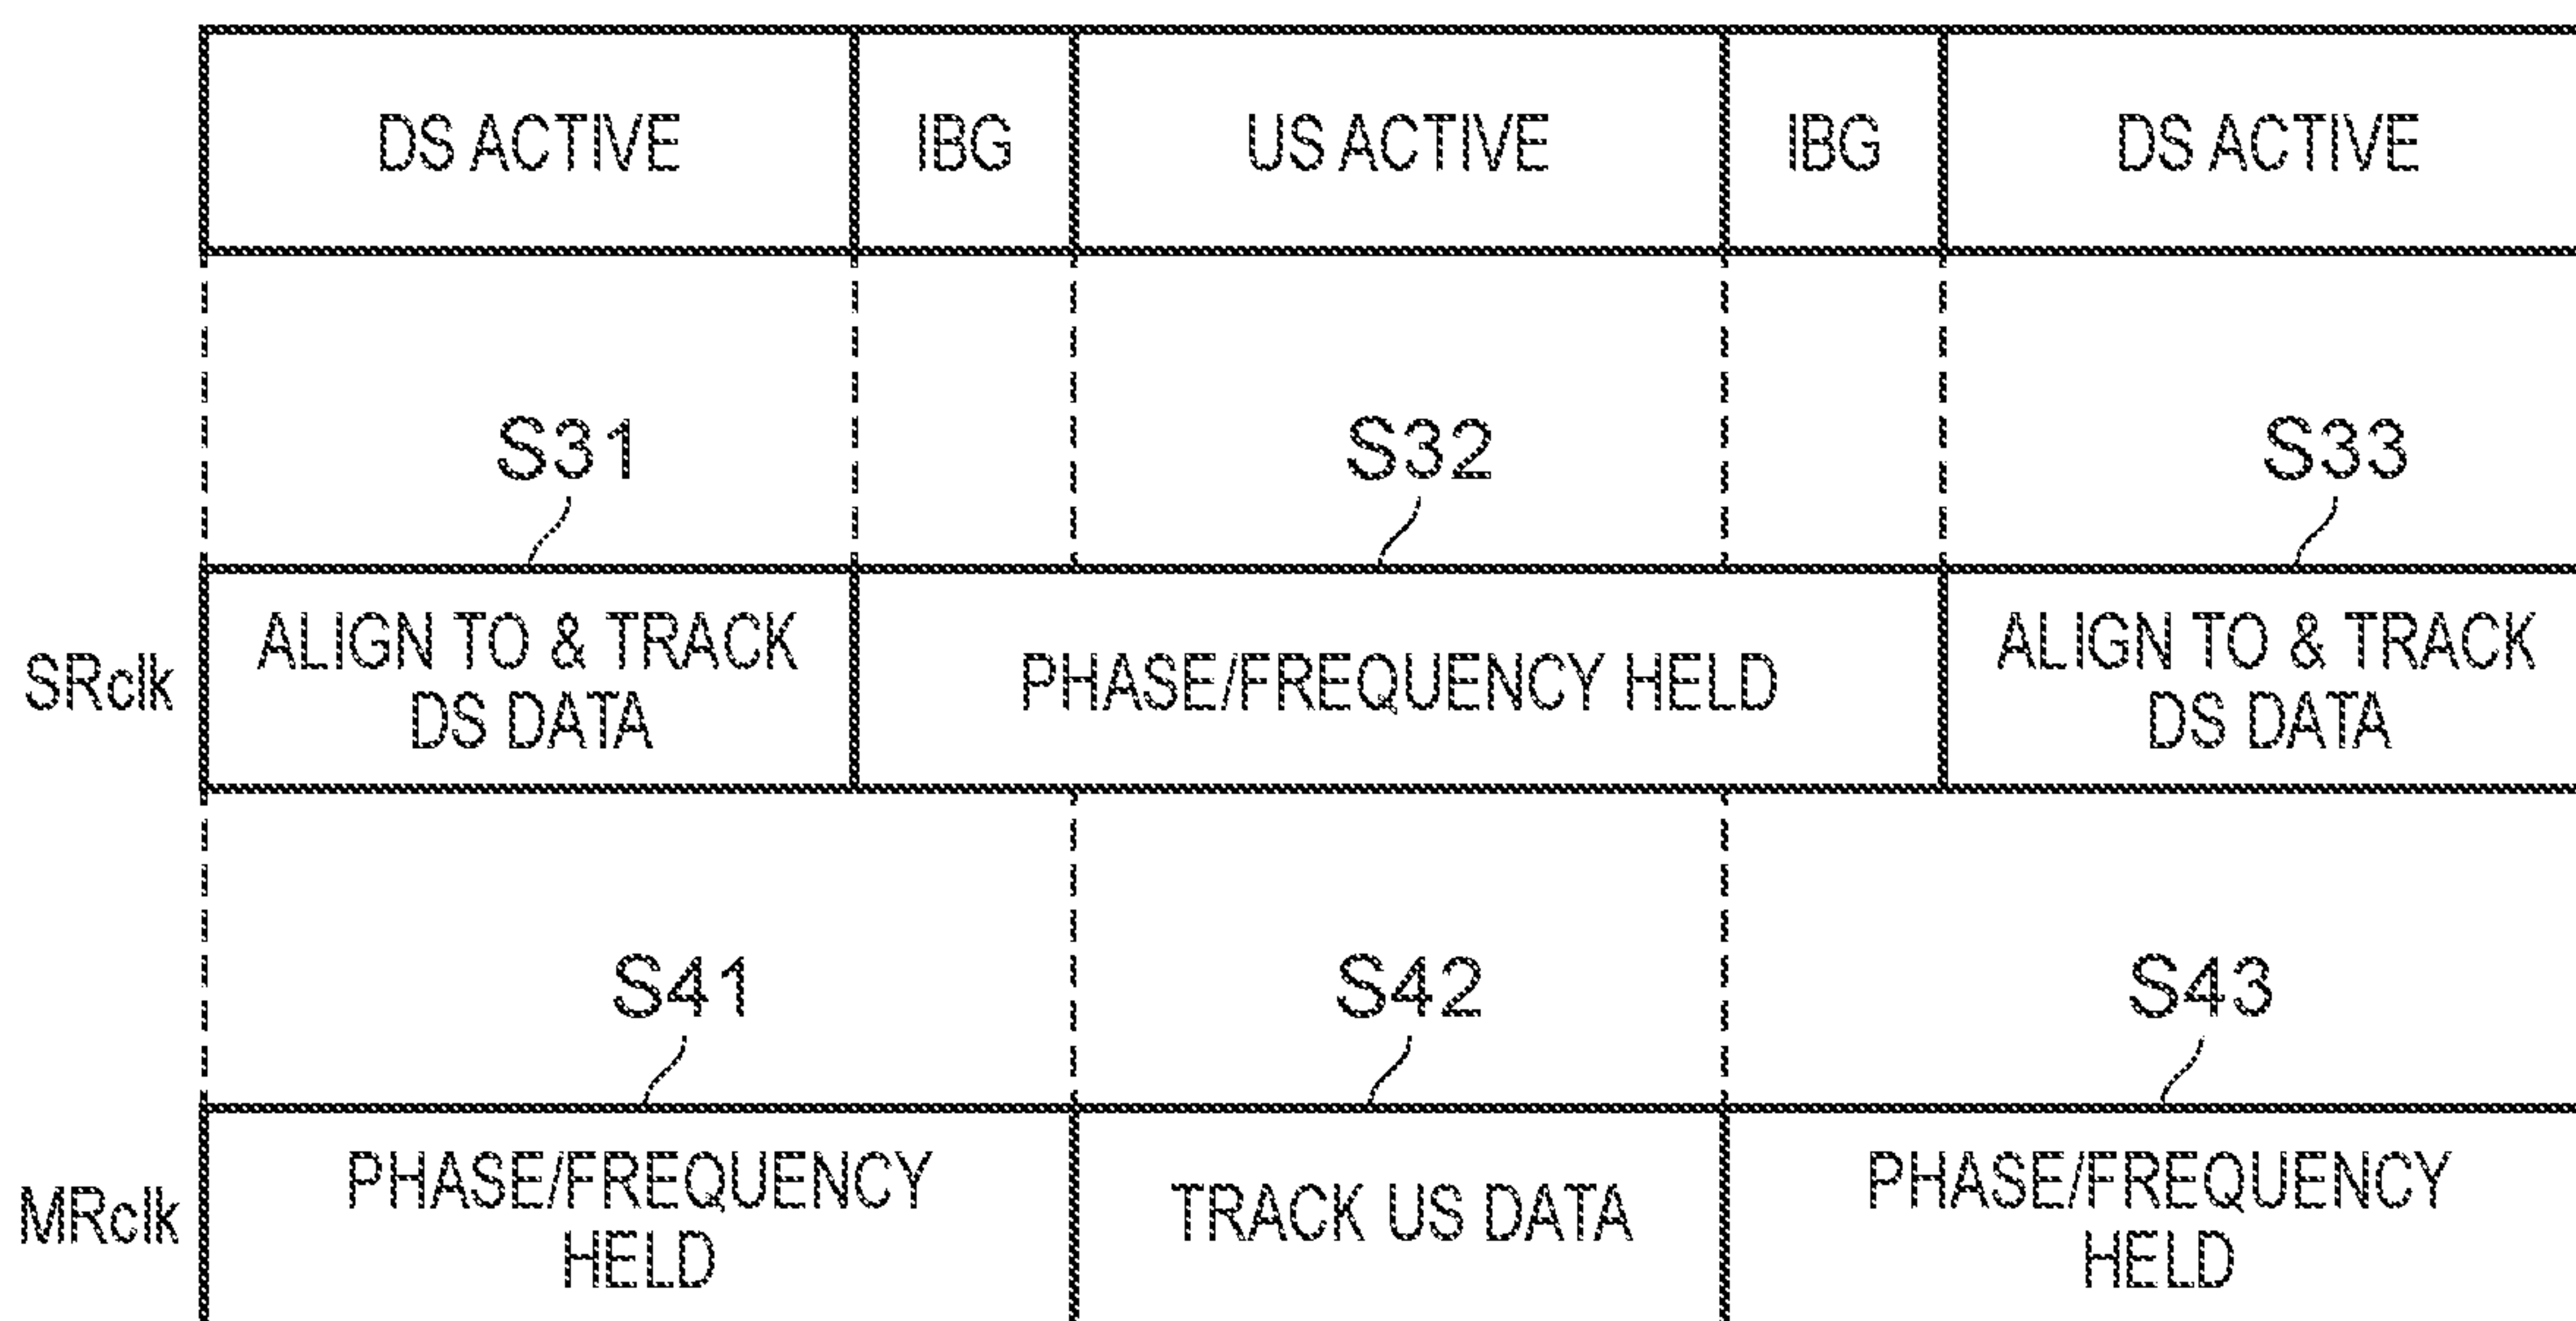 DS ACTIVE
IBG
US ACTIVE
IBG
DS ACTIVE
S31
S32
S33
SRclk
ALIGN TO & TRACK
DS DATA
PHASE/FREQUENCY HELD
ALIGN TO & TRACK
DS DATA
S41
S42
S43
MRclk
PHASE/FREQUENCY
HELD
TRACK US DATA
PHASE/FREQUENCY
HELD